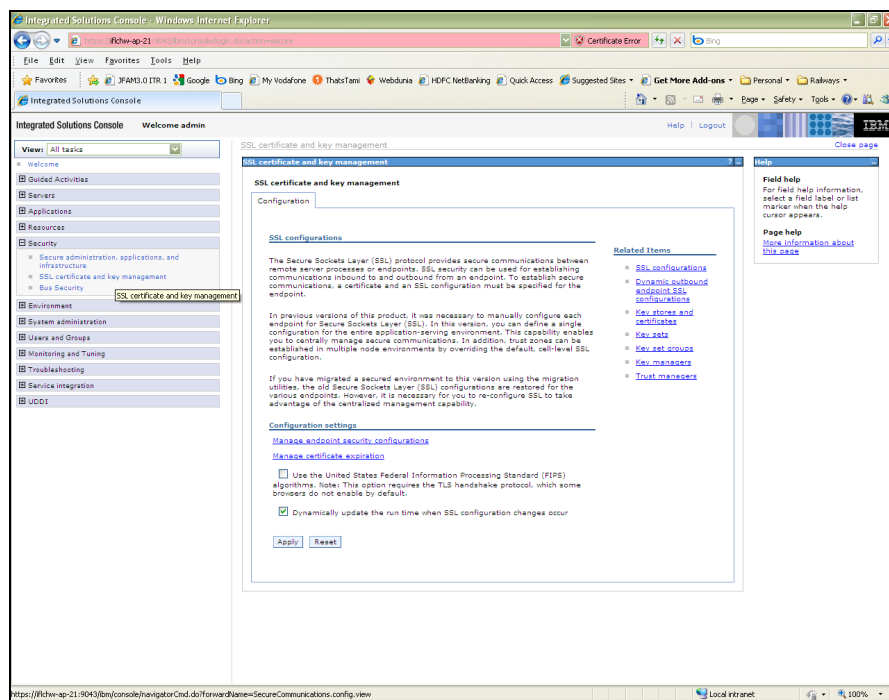 Integrated Solutions Console - Windows Internet Explorer
https://iflchw-ap-21:9043/ibm/console/login.do?action=secure
Certificate Error
Bing
File Edit View Favorites Tools Help
Favorites JFAM3.0 ITR 1 Google Bing My Vodafone ThatsTami Webdunia HDFC NetBanking Quick Access Suggested Sites Get More Add-ons Personal Railways
Integrated Solutions Console
Page Safety Tools
Integrated Solutions Console Welcome admin
Help | Logout
IBM
View: All tasks
Welcome
Guided Activities
Servers
Applications
Resources
Security
Secure administration, applications, and
infrastructure
SSL certificate and key management
Bus Security
SSL certificate and key management
Environment
System administration
Users and Groups
Monitoring and Tuning
Troubleshooting
Service integration
UDDI
SSL certificate and key management
Close page
SSL certificate and key management
? -
SSL certificate and key management
Configuration
SSL configurations
The Secure Sockets Layer (SSL) protocol provides secure communications between
remote server processes or endpoints. SSL security can be used for establishing
communications inbound to and outbound from an endpoint. To establish secure
communications, a certificate and an SSL configuration must be specified for the
endpoint.
In previous versions of this product, it was necessary to manually configure each
endpoint for Secure Sockets Layer (SSL). In this version, you can define a single
configuration for the entire application-serving environment. This capability enables
you to centrally manage secure communications. In addition, trust zones can be
established in multiple node environments by overriding the default, cell-level SSL
configuration.
If you have migrated a secured environment to this version using the migration
utilities, the old Secure Sockets Layer (SSL) configurations are restored for the
various endpoints. However, it is necessary for you to re-configure SSL to take
advantage of the centralized management capability.
Configuration settings
Manage endpoint security configurations
Manage certificate expiration
Use the United States Federal Information Processing Standard (FIPS)
algorithms. Note: This option requires the TLS handshake protocol, which some
browsers do not enable by default.
Dynamically update the run time when SSL configuration changes occur
Apply Reset
Related Items
SSL configurations
Dynamic outbound
endpoint SSL
configurations
Key stores and
certificates
Key sets
Key set groups
Key managers
Trust managers
Help
Field help
For field help information,
select a field label or list
marker when the help
cursor appears.
Page help
More information about
this page
https://iflchw-ap-21:9043/ibm/console/navigatorCmd.do?forwardName=SecureCommunications.config.view
Local intranet
100%